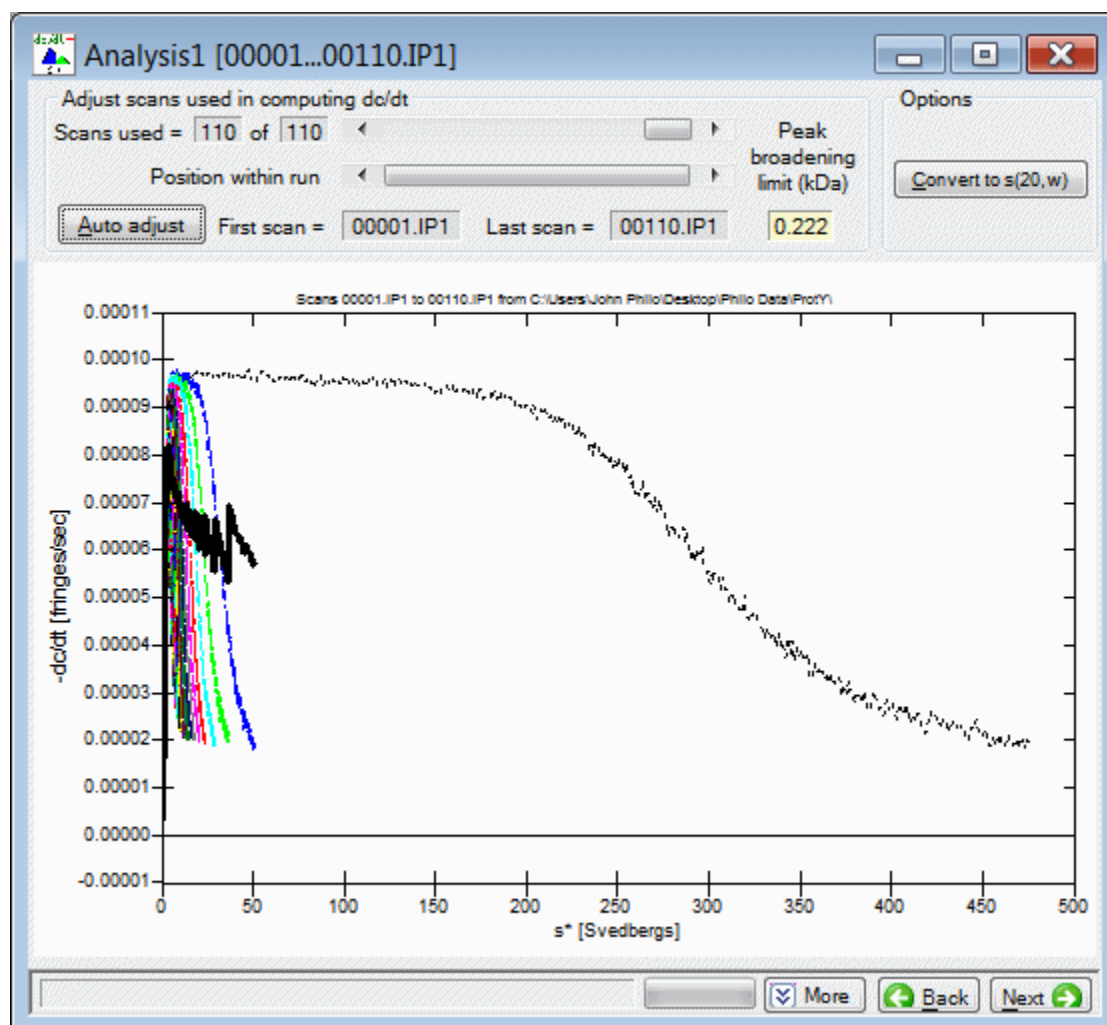 Analysis1 [00001...00110.IP1]
Adjust scans used in computing dc/dt
Options
Scans used = 110 of 110
Peak broadening limit (kDa)
Position within run
Convert to s(20,w)
Auto adjust First scan = 00001.IP1 Last scan = 00110.IP1 0.222
Scans 00001.IP1 to 00110.IP1 from C:\Users\John Philo\Desktop\Philo Data\ProtY\
0.00011
0.00010
0.00009
0.00008
0.00007
0.00006
0.00005
0.00004
0.00003
0.00002
0.00001
0.00000
-0.00001
-dc/dt [fringes/sec]
0 50 100 150 200 250 300 350 400 450 500
s* [Svedbergs]
More Back Next